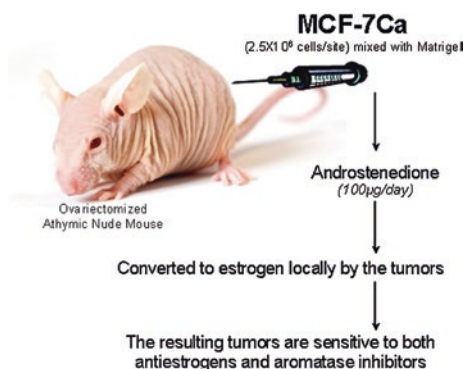 MCF-7Ca
(2.5X10⁶ cells/site) mixed with Matrigel
Androstenedione
(100µg/day)
Ovariectomized
Athymic Nude Mouse
Converted to estrogen locally by the tumors
The resulting tumors are sensitive to both
antiestrogens and aromatase inhibitors